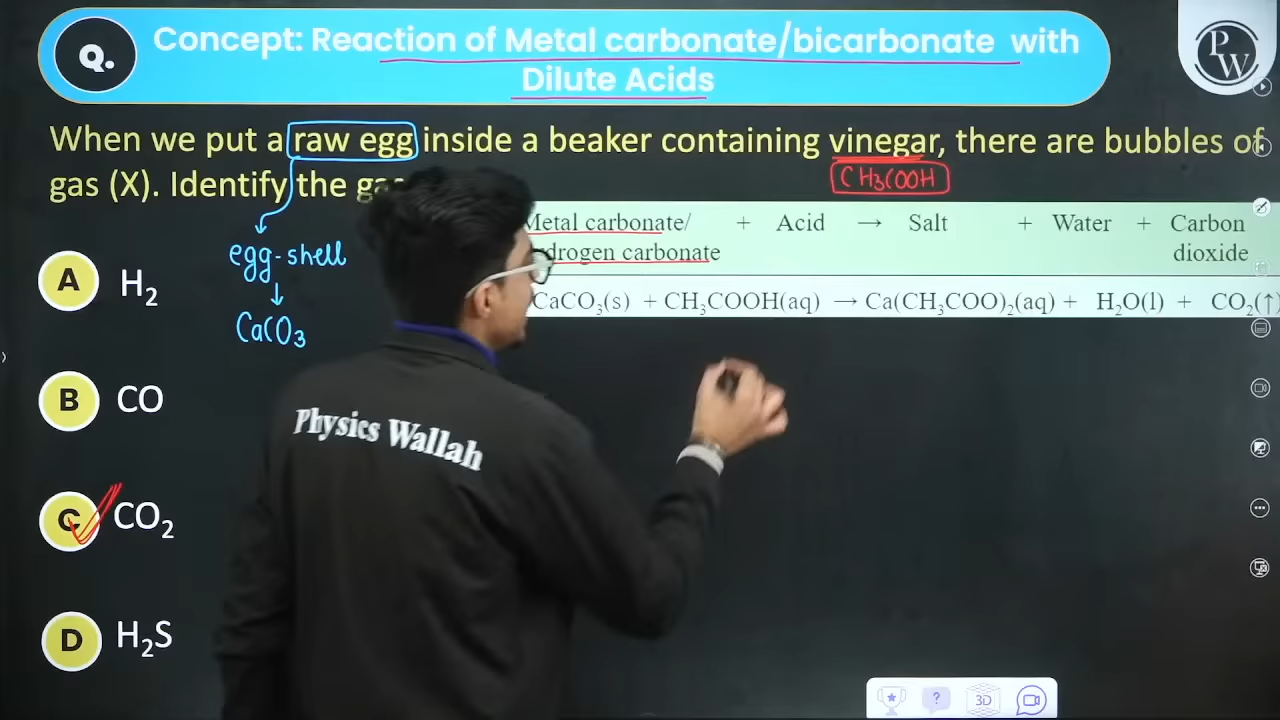 Q.
Concept: Reaction of Metal carbonate/bicarbonate with
Dilute Acids
PW
When we put a raw egg inside a beaker containing vinegar, there are bubbles of
gas (X). Identify the
CH3COOH
egg-shell
CaCO3
Metal carbonate/ + Acid → Salt + Water + Carbon
carbonate dioxide
CaCO₃(s) + CH₃COOH(aq) → Ca(CH₃COO)₂(aq) + H₂O(l) + CO₂(↑)
A H₂
B CO
C CO₂
D H₂S
Physics Wallah
? 3D